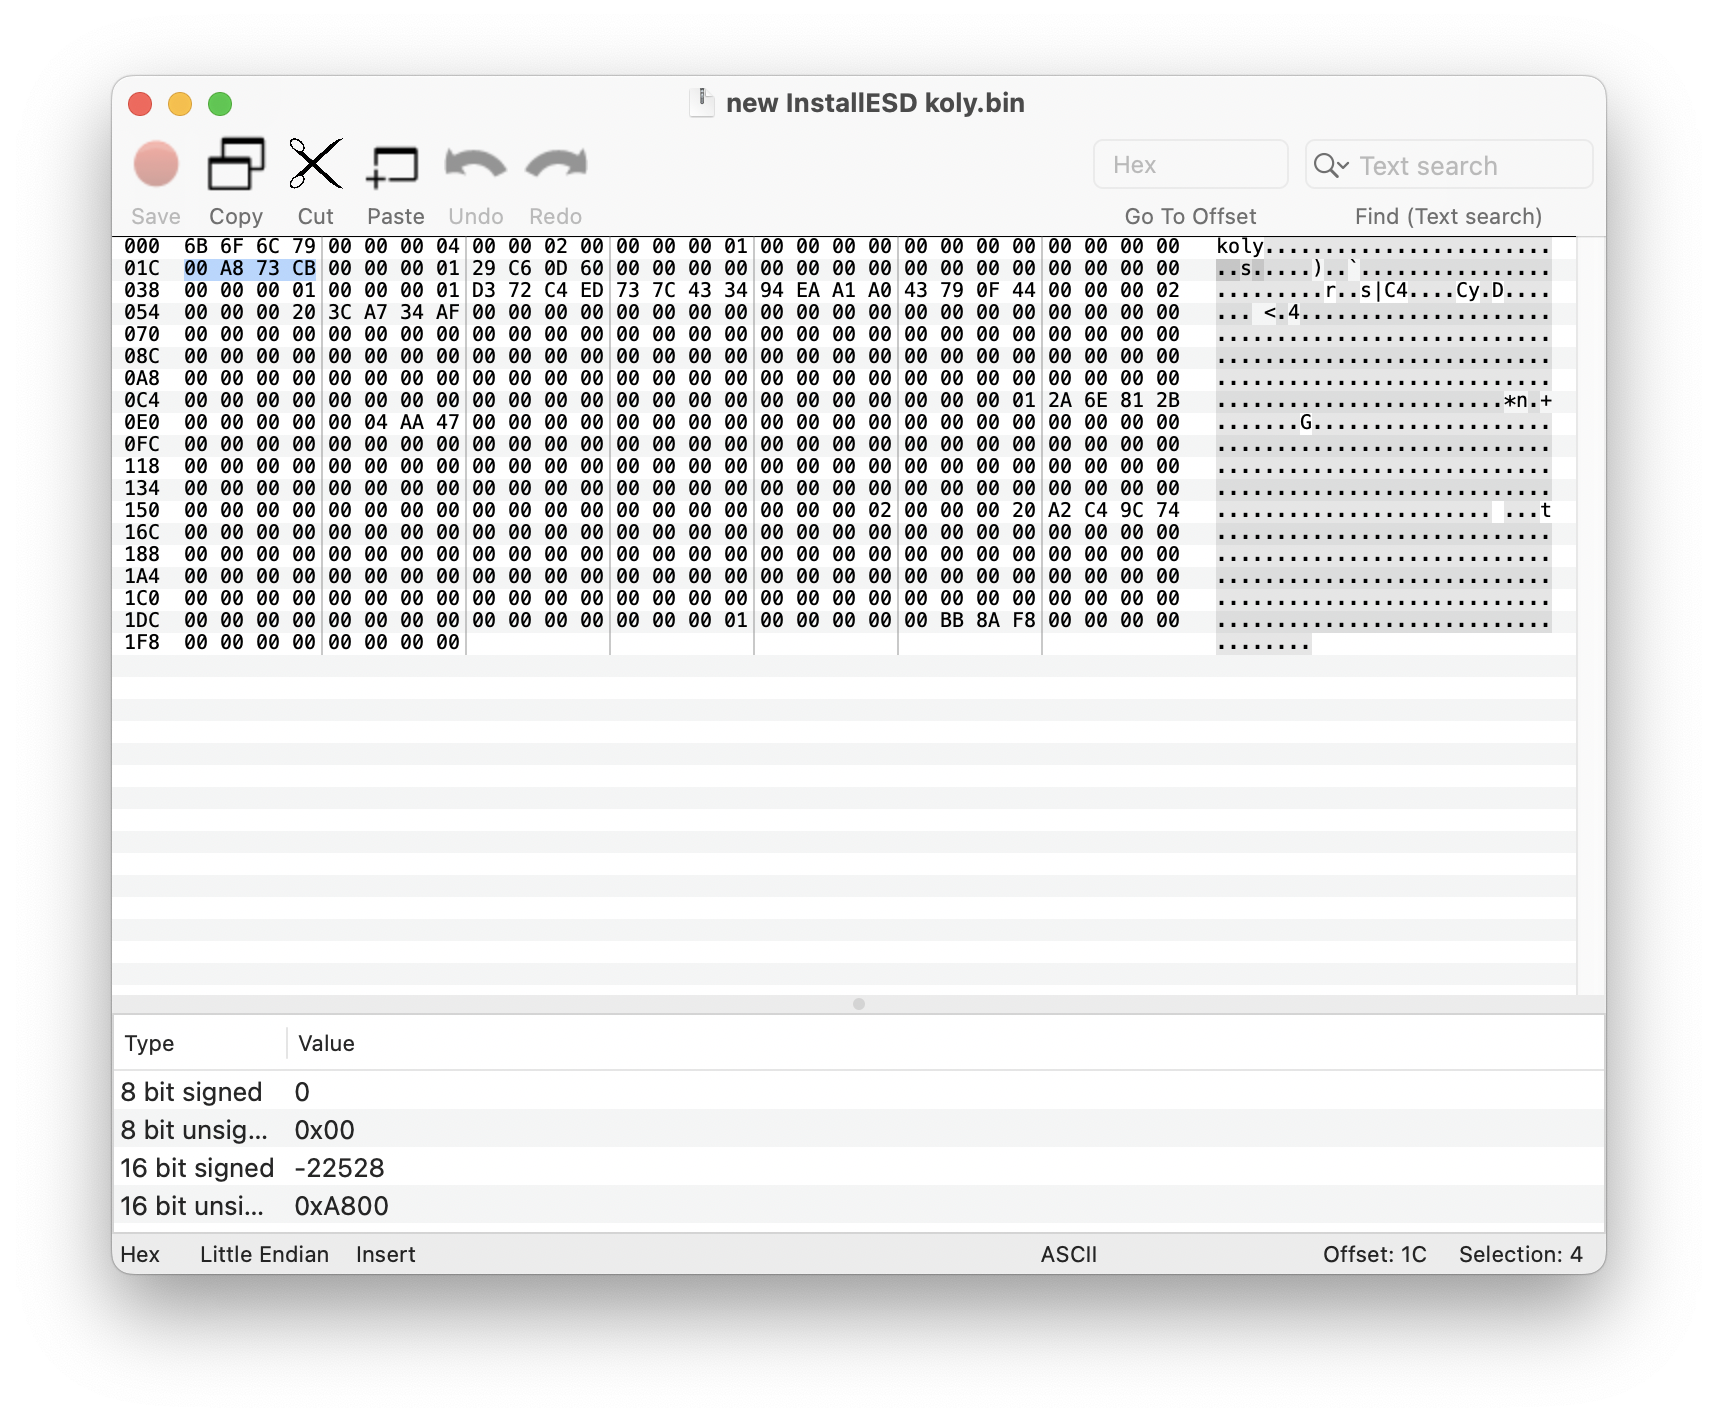 new InstallESD koly.bin
Hex
Text search
Save Copy Cut Paste Undo Redo Go To Offset Find (Text search)
000 6B 6F 6C 79 00 00 00 04 00 00 02 00 00 00 00 01 00 00 00 00 00 00 00 00 00 00 00 00 koly........................
01C 00 A8 73 CB 00 00 00 01 29 C6 0D 60 00 00 00 00 00 00 00 00 00 00 00 00 00 00 00 00 ..s.....)..`................
038 00 00 00 01 00 00 00 01 D3 72 C4 ED 73 7C 43 34 94 EA A1 A0 43 79 0F 44 00 00 00 02 .........r..s|C4....Cy.D....
054 00 00 00 20 3C A7 34 AF 00 00 00 00 00 00 00 00 00 00 00 00 00 00 00 00 00 00 00 00 ... <.4.....................
070 00 00 00 00 00 00 00 00 00 00 00 00 00 00 00 00 00 00 00 00 00 00 00 00 00 00 00 00 ............................
08C 00 00 00 00 00 00 00 00 00 00 00 00 00 00 00 00 00 00 00 00 00 00 00 00 00 00 00 00 ............................
0A8 00 00 00 00 00 00 00 00 00 00 00 00 00 00 00 00 00 00 00 00 00 00 00 00 00 00 00 00 ............................
0C4 00 00 00 00 00 00 00 00 00 00 00 00 00 00 00 00 00 00 00 00 00 00 00 01 2A 6E 81 2B ........................*n.+
0E0 00 00 00 00 00 04 AA 47 00 00 00 00 00 00 00 00 00 00 00 00 00 00 00 00 00 00 00 00 .......G....................
0FC 00 00 00 00 00 00 00 00 00 00 00 00 00 00 00 00 00 00 00 00 00 00 00 00 00 00 00 00 ............................
118 00 00 00 00 00 00 00 00 00 00 00 00 00 00 00 00 00 00 00 00 00 00 00 00 00 00 00 00 ............................
134 00 00 00 00 00 00 00 00 00 00 00 00 00 00 00 00 00 00 00 00 00 00 00 00 00 00 00 00 ............................
150 00 00 00 00 00 00 00 00 00 00 00 00 00 00 00 00 00 00 00 02 00 00 00 20 A2 C4 9C 74 ....................... ...t
16C 00 00 00 00 00 00 00 00 00 00 00 00 00 00 00 00 00 00 00 00 00 00 00 00 00 00 00 00 ............................
188 00 00 00 00 00 00 00 00 00 00 00 00 00 00 00 00 00 00 00 00 00 00 00 00 00 00 00 00 ............................
1A4 00 00 00 00 00 00 00 00 00 00 00 00 00 00 00 00 00 00 00 00 00 00 00 00 00 00 00 00 ............................
1C0 00 00 00 00 00 00 00 00 00 00 00 00 00 00 00 00 00 00 00 00 00 00 00 00 00 00 00 00 ............................
1DC 00 00 00 00 00 00 00 00 00 00 00 00 00 00 00 01 00 00 00 00 00 BB 8A F8 00 00 00 00 ............................
1F8 00 00 00 00 00 00 00 00 ........
Type Value
8 bit signed 0
8 bit unsig... 0x00
16 bit signed -22528
16 bit unsi... 0xA800
Hex Little Endian Insert ASCII Offset: 1C Selection: 4